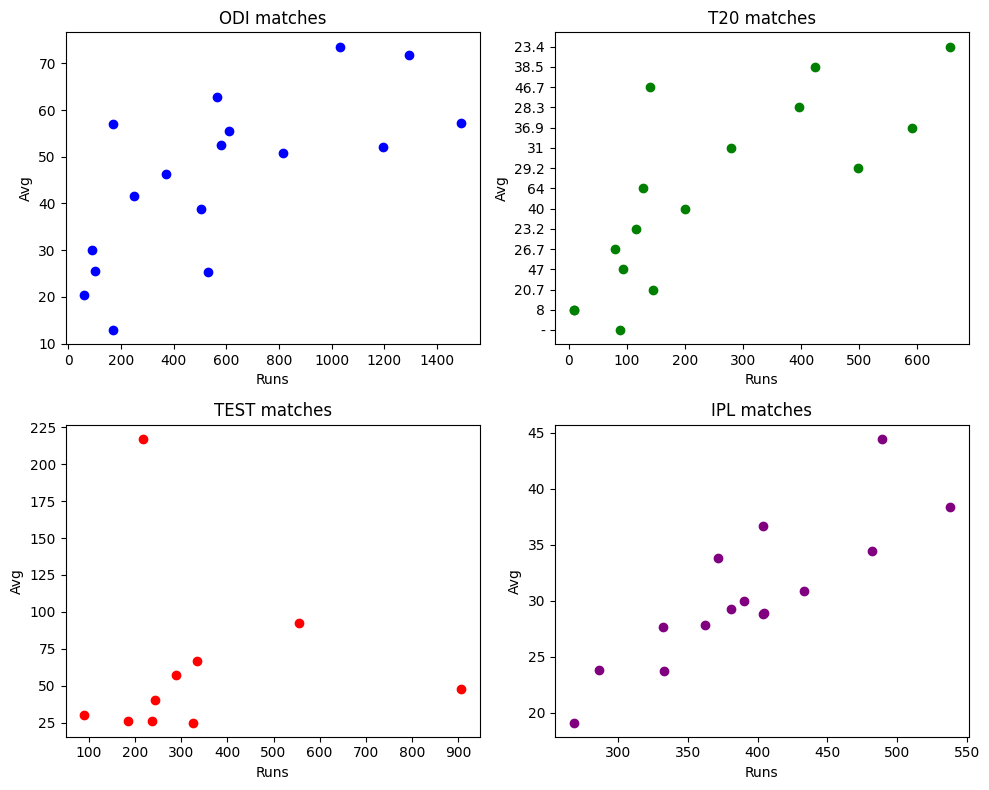 ODI matches
70
60
50
40
30
20
10
Avg
0 200 400 600 800 1000 1200 1400
Runs
T20 matches
23.4
38.5
46.7
28.3
36.9
31
29.2
64
40
23.2
26.7
47
20.7
8
-
Avg
0 100 200 300 400 500 600
Runs
TEST matches
225
200
175
150
125
100
75
50
25
Avg
100 200 300 400 500 600 700 800 900
Runs
IPL matches
45
40
35
30
25
20
Avg
300 350 400 450 500 550
Runs